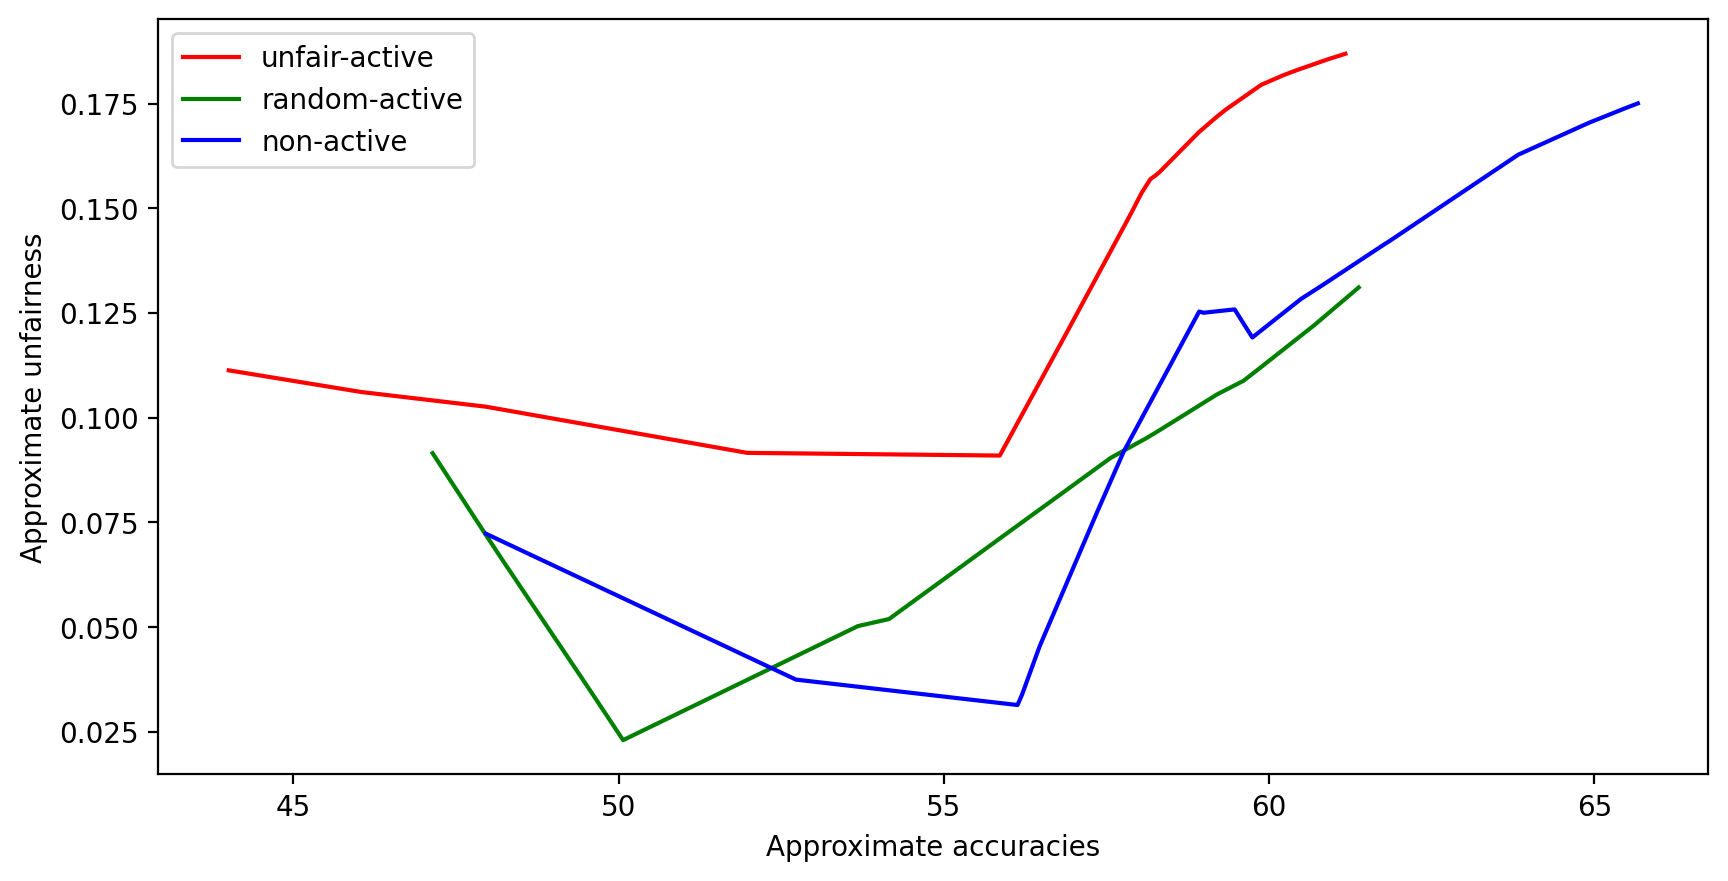 unfair-active
random-active
non-active
0.175
0.150
0.125
0.100
0.075
0.050
0.025
Approximate unfairness
45
50
55
60
65
Approximate accuracies